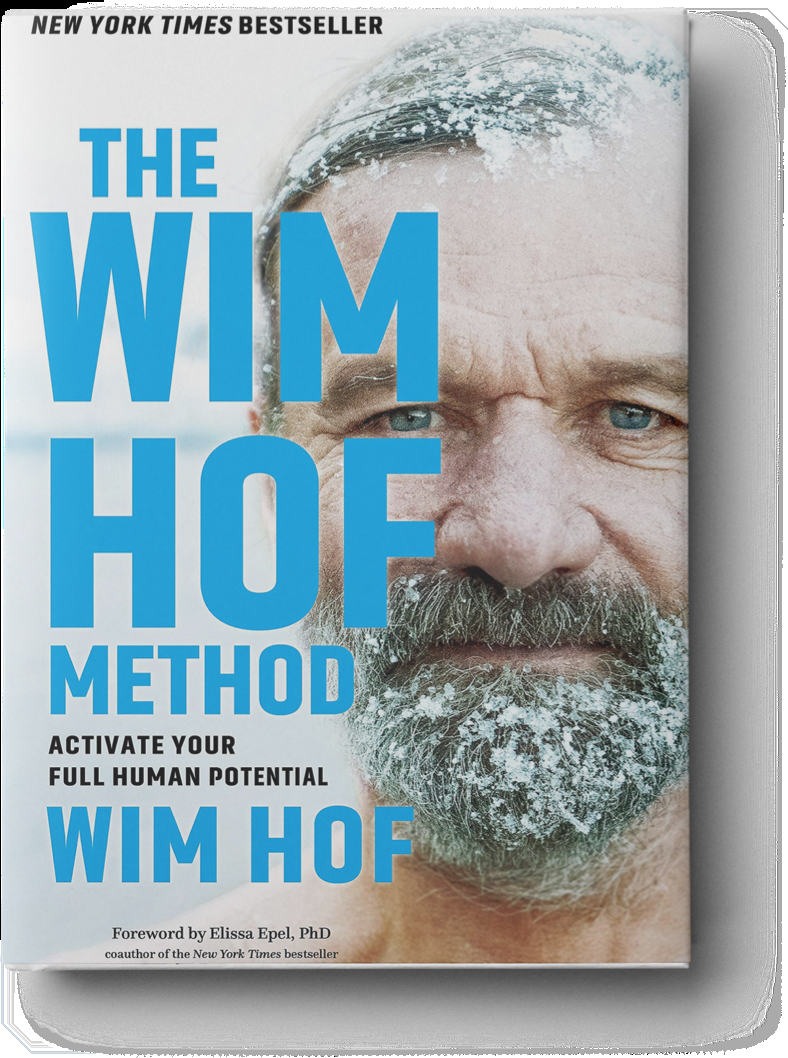 NEW YORK TIMES BESTSELLER
THE
WIM
HOF
METHOD
ACTIVATE YOUR
FULL HUMAN POTENTIAL
WIM HOF
Foreword by Elissa Epel, PhD
coauthor of the New York Times bestseller